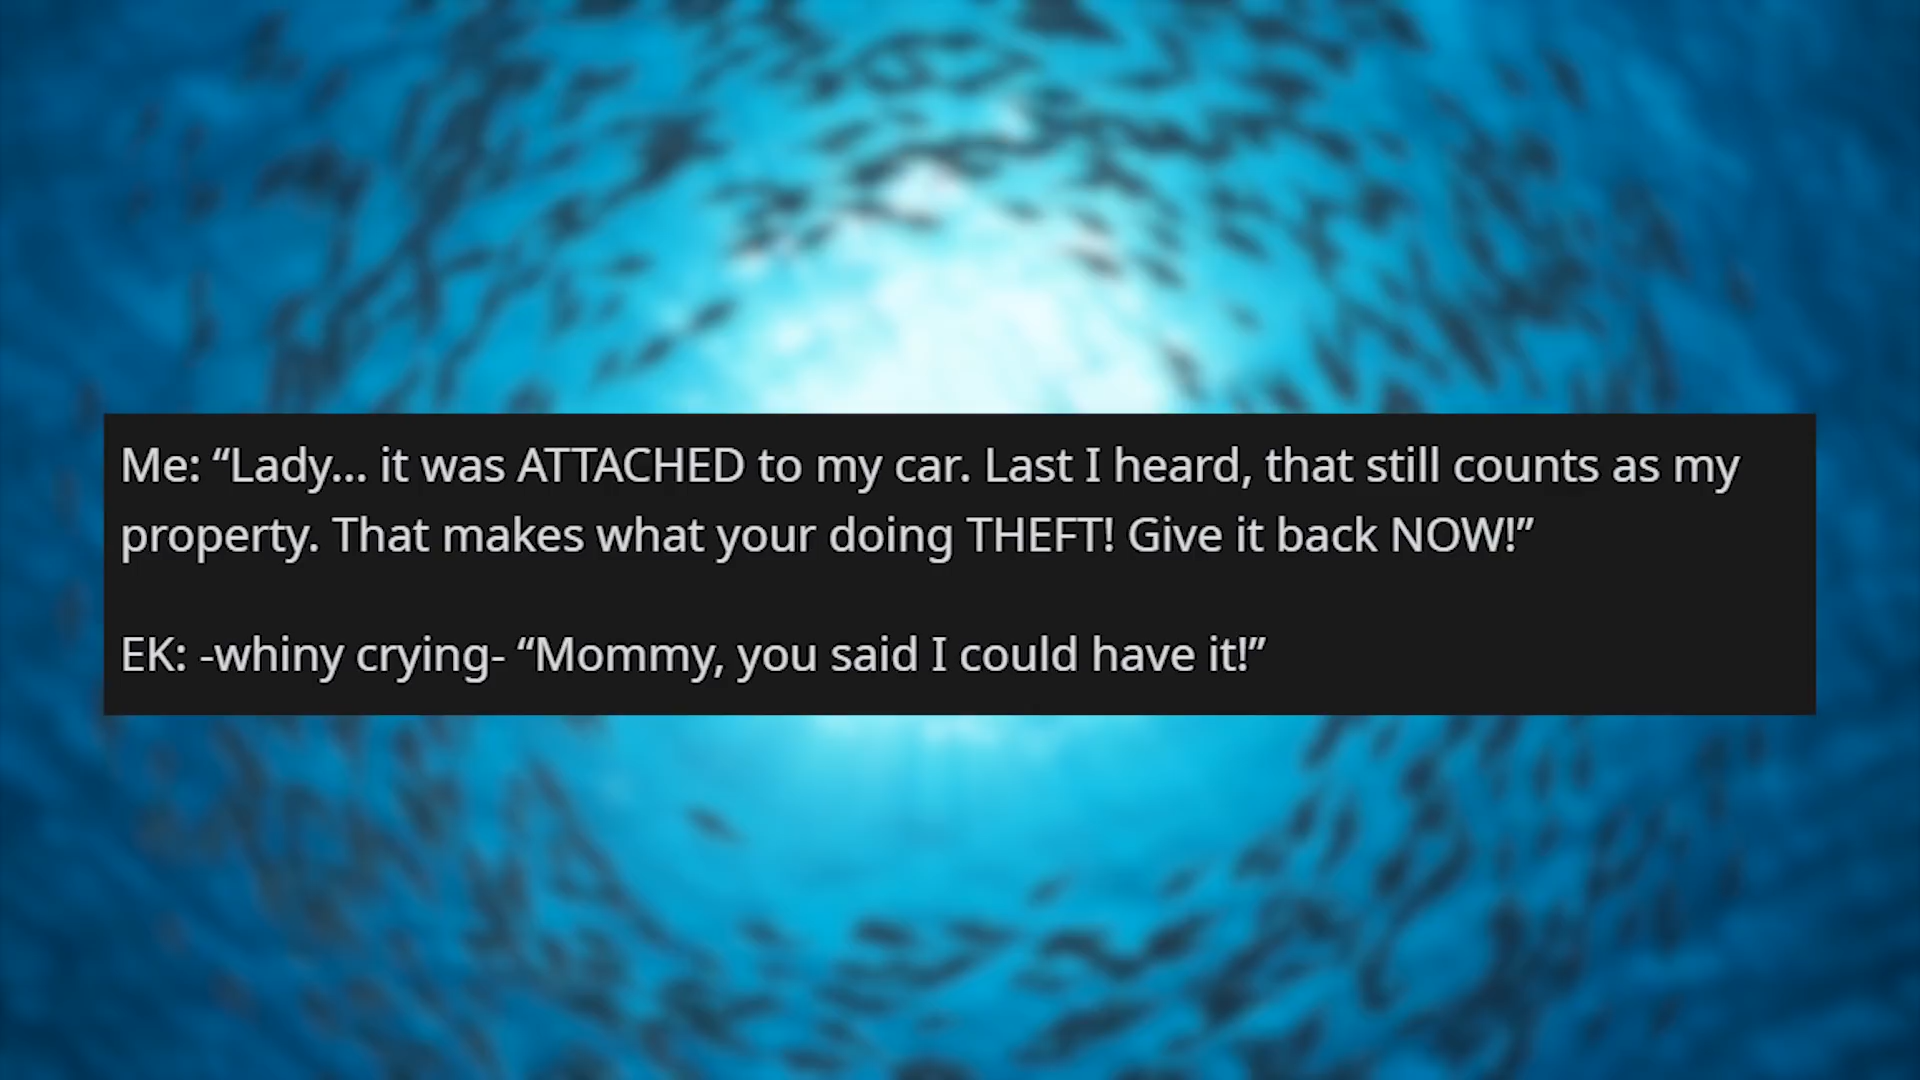 Me: “Lady... it was ATTACHED to my car. Last I heard, that still counts as my
property. That makes what your doing THEFT! Give it back NOW!”
EK: -whiny crying- “Mommy, you said I could have it!”